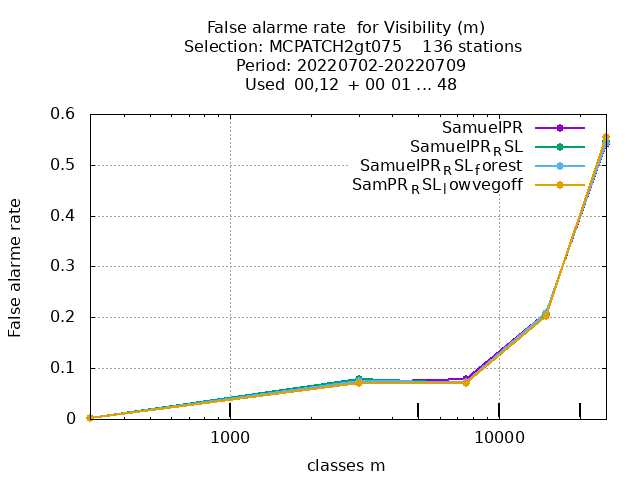 False alarme rate  for Visibility (m)
Selection: MCPATCH2gt075    136 stations
Period: 20220702-20220709
Used  00,12  + 00 01 ... 48
SamuelPR
SamuelPR_RSL
SamuelPR_RSL_forest
SamPR_RSL_lowvegoff
0.6
0.5
0.4
0.3
0.2
0.1
0
False alarme rate
1000
10000
classes m